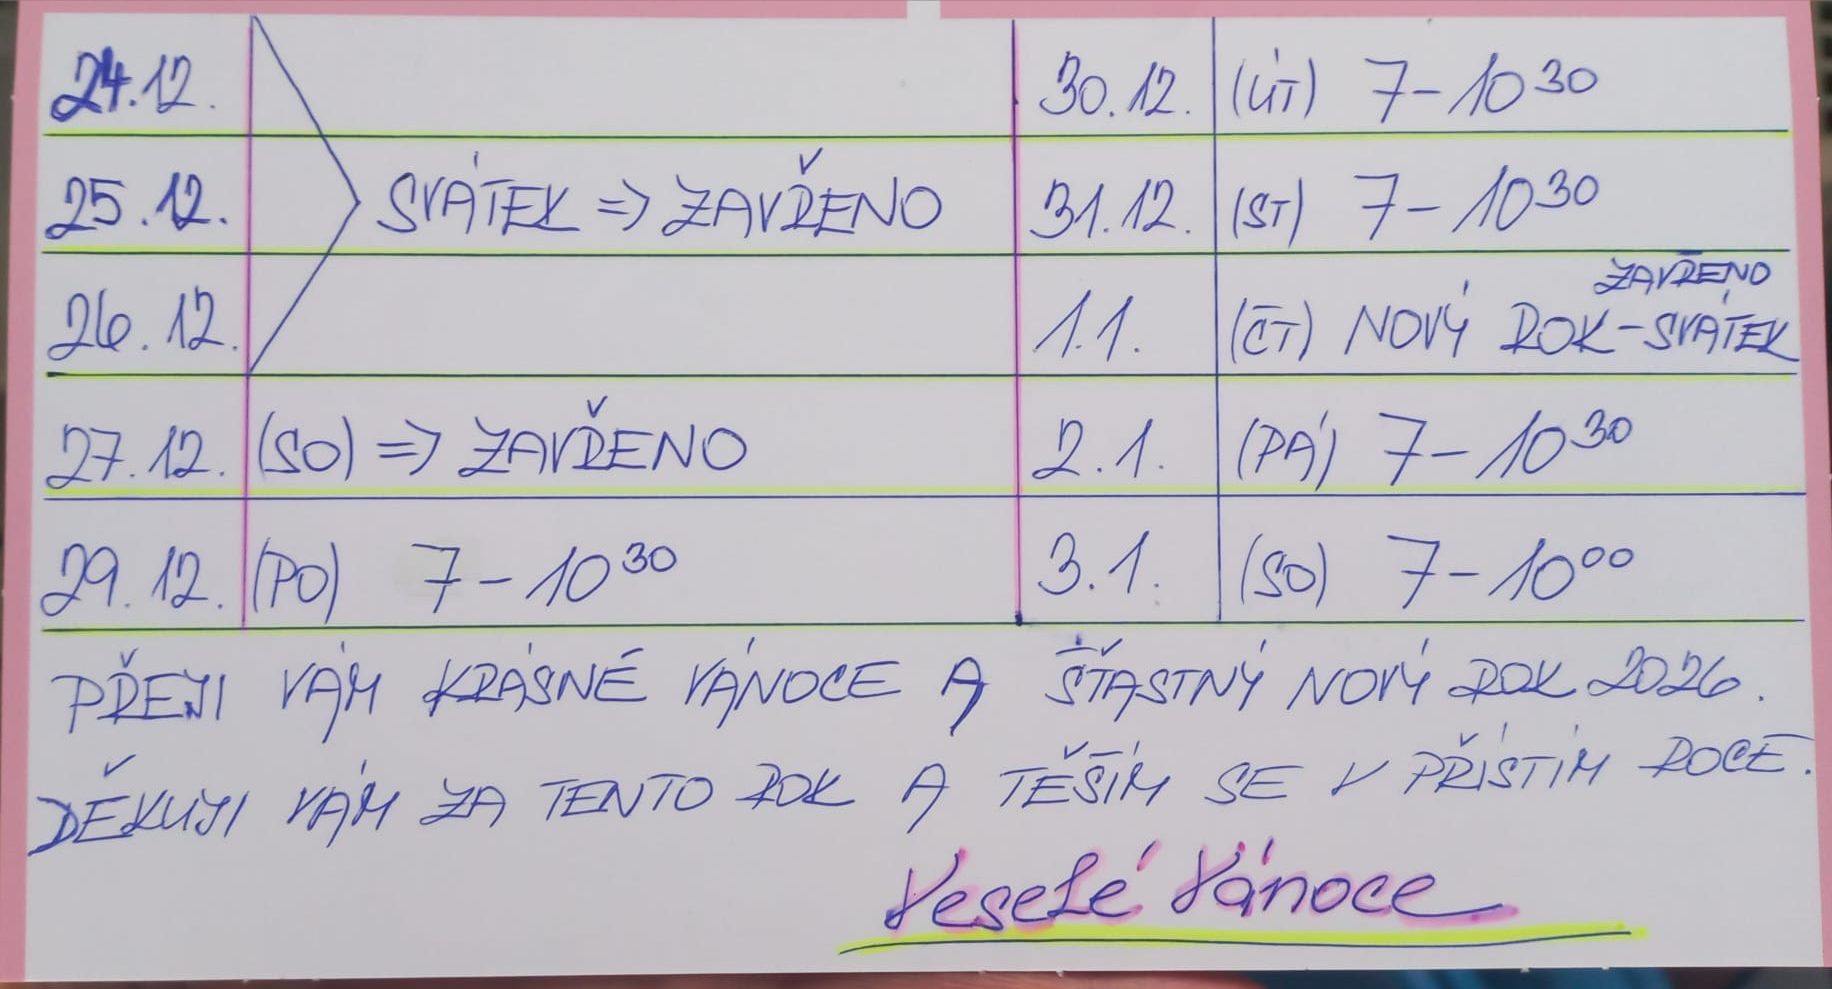 24.12.
25.12. SVÁTEK => ZAVŘENO
26.12.
27.12. (SO) => ZAVŘENO
29.12. (PO) 7-10³⁰
30.12. (ÚT) 7-10³⁰
31.12. (ST) 7-10³⁰
ZAVŘENO
1.1. (ČT) NOVÝ ROK-SVÁTEK
2.1. (PÁ) 7-10³⁰
3.1. (SO) 7-10⁰⁰
PŘEJI VÁM KRÁSNÉ VÁNOCE A ŠŤASTNÝ NOVÝ ROK 2026.
DĚKUJI VÁM ZA TENTO ROK A TĚŠÍM SE V PŘÍŠTÍM ROCE.
Veselé Vánoce